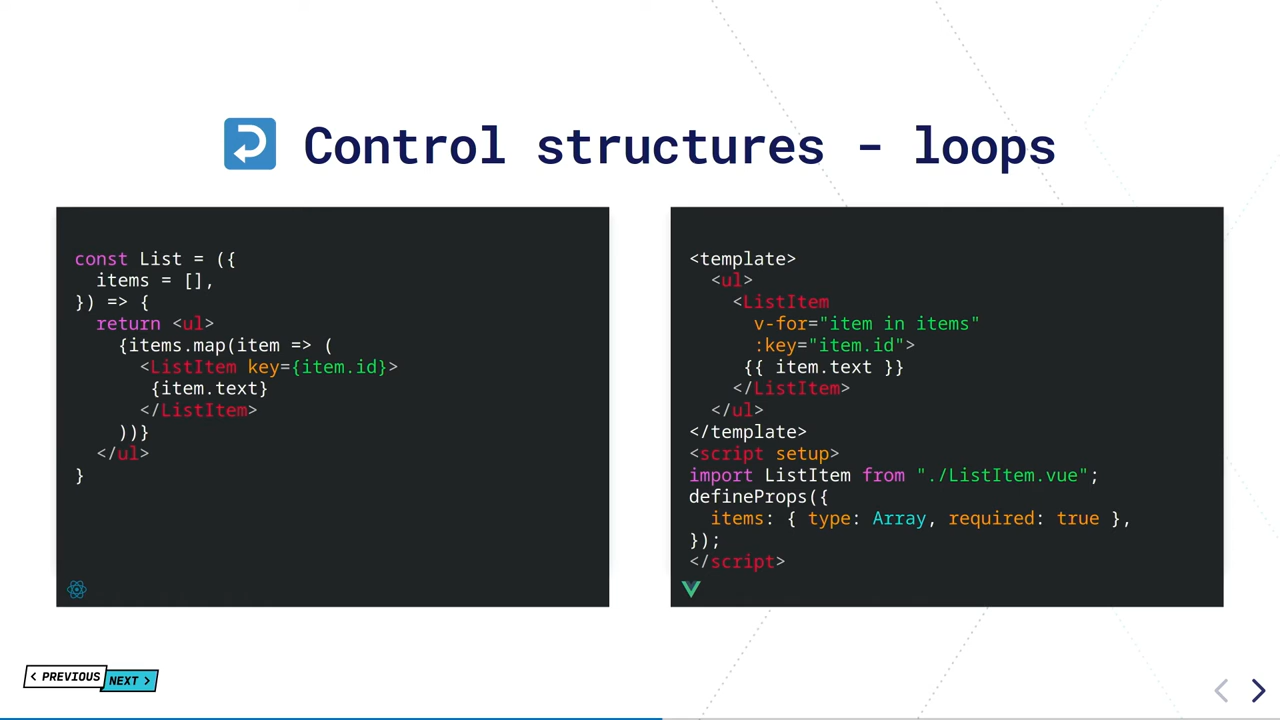 Control structures - loops
const List = ({
  items = [],
}) => {
  return <ul>
    {items.map(item => (
      <ListItem key={item.id}>
       {item.text}
      </ListItem>
    ))}
  </ul>
}
<template>
  <ul>
    <ListItem
      v-for="item in items"
      :key="item.id">
     {{ item.text }}
    </ListItem>
  </ul>
</template>
<script setup>
import ListItem from "./ListItem.vue";
defineProps({
  items: { type: Array, required: true },
});
</script>
< PREVIOUS
NEXT >